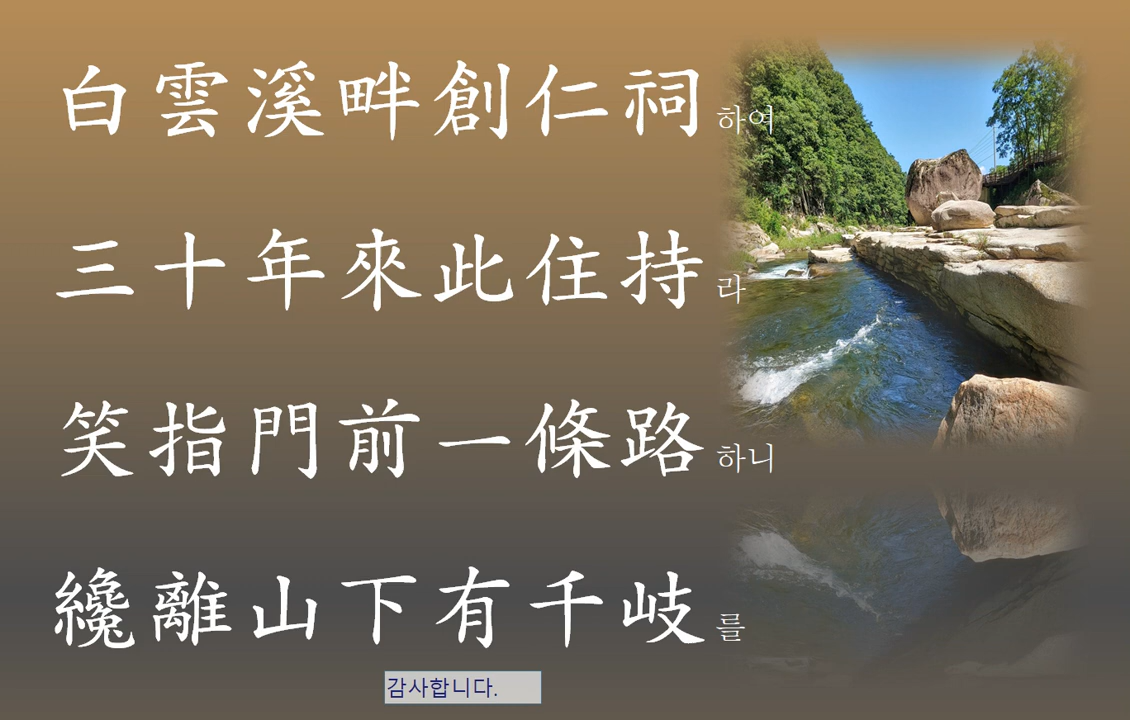 白雲溪畔創仁祠 하여
三十年來此住持 라
笑指門前一條路 하니
纔離山下有千岐 를
감사합니다.